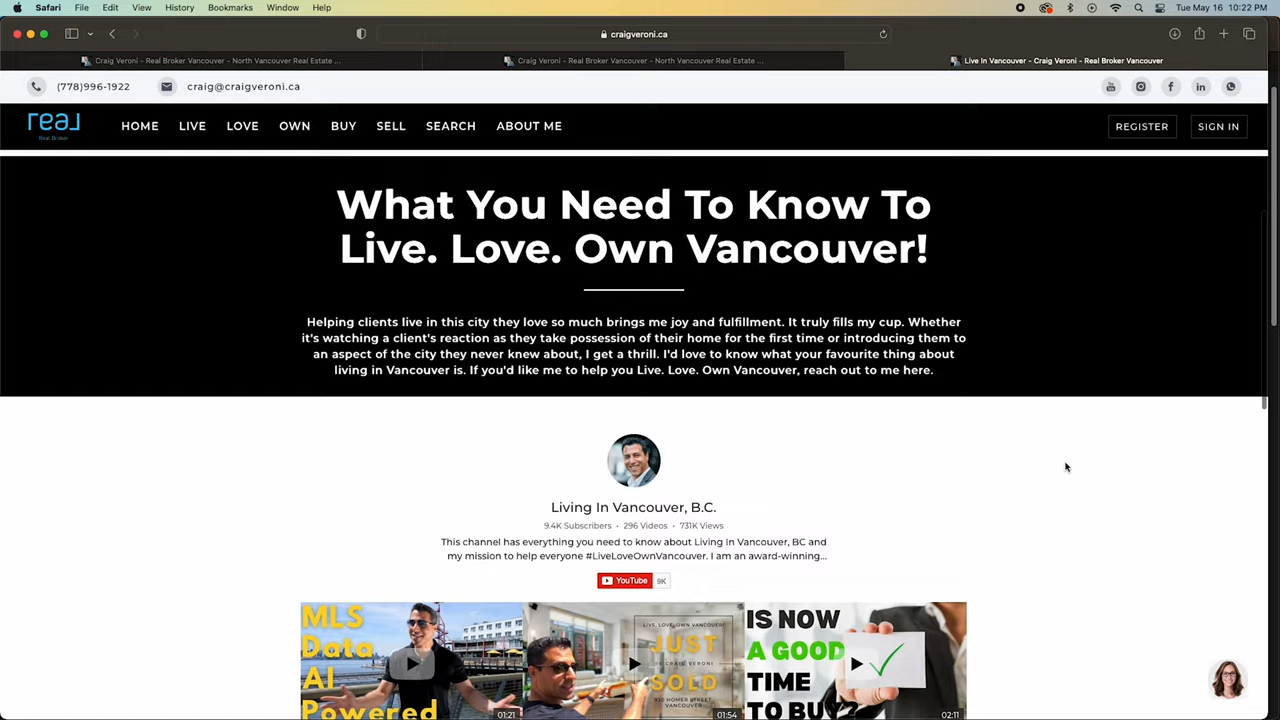 Safari File Edit View History Bookmarks Window Help Tue May 16 10:22 PM
craigveroni.ca
Craig Veroni - Real Broker Vancouver - North Vancouver Real Estate ...
Craig Veroni - Real Broker Vancouver - North Vancouver Real Estate ...
Live In Vancouver - Craig Veroni - Real Broker Vancouver
(778)996-1922 craig@craigveroni.ca
real
Real Broker
HOME LIVE LOVE OWN BUY SELL SEARCH ABOUT ME REGISTER SIGN IN
What You Need To Know To
Live. Love. Own Vancouver!
Helping clients live in this city they love so much brings me joy and fulfillment. It truly fills my cup. Whether
it's watching a client's reaction as they take possession of their home for the first time or introducing them to
an aspect of the city they never knew about, I get a thrill. I'd love to know what your favourite thing about
living in Vancouver is. If you'd like me to help you Live. Love. Own Vancouver, reach out to me here.
Living In Vancouver, B.C.
9.4K Subscribers • 296 Videos • 731K Views
This channel has everything you need to know about Living In Vancouver, BC and
my mission to help everyone #LiveLoveOwnVancouver. I am an award-winning...
YouTube 9K
MLS
Data
AI
Powered
01:21
LIVE. LOVE. OWN VANCOUVER
JUST
BY CRAIG VERONI
SOLD
VANCOUVER
01:54
IS NOW
A GOOD
TIME
TO BUY?
02:11